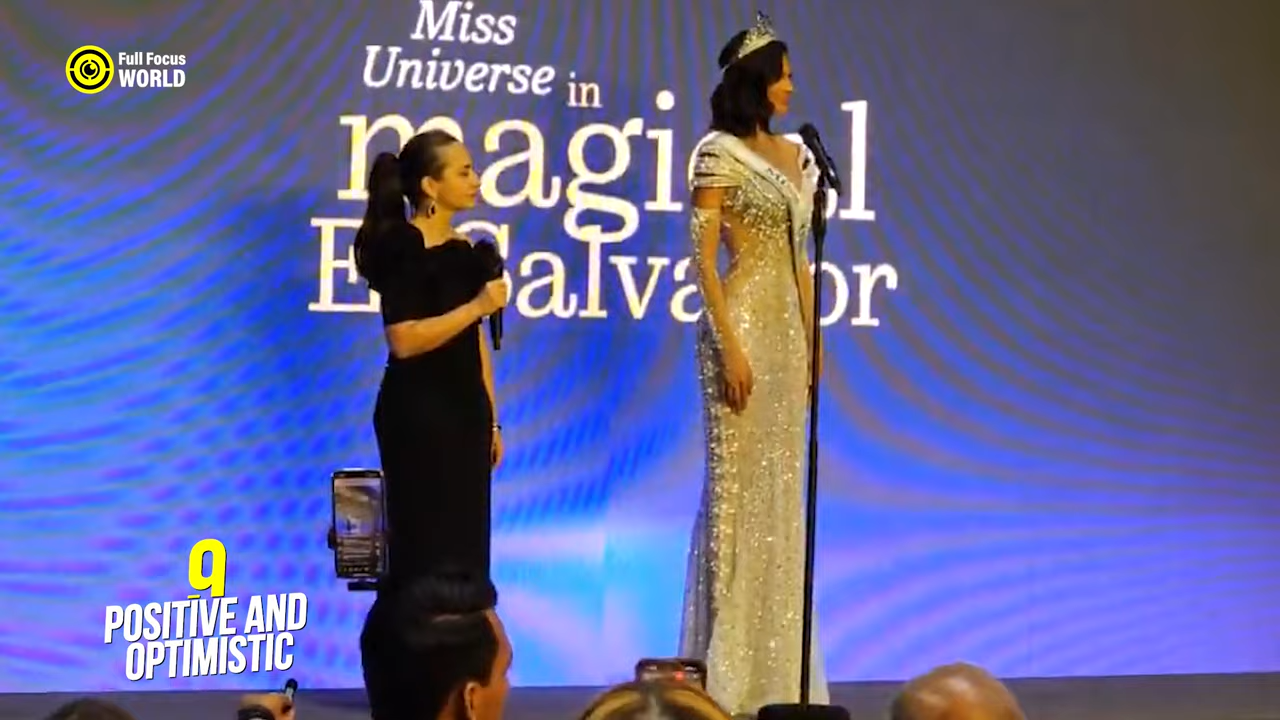 Full Focus
WORLD
Miss
Universe in
magical
El Salvador
9
POSITIVE AND
OPTIMISTIC